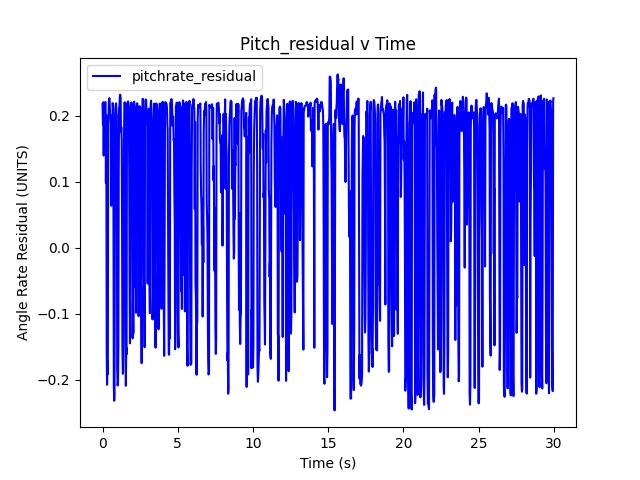 Pitch_residual v Time
pitchrate_residual
Angle Rate Residual (UNITS)
0.2
0.1
0.0
−0.1
−0.2
0 5 10 15 20 25 30
Time (s)